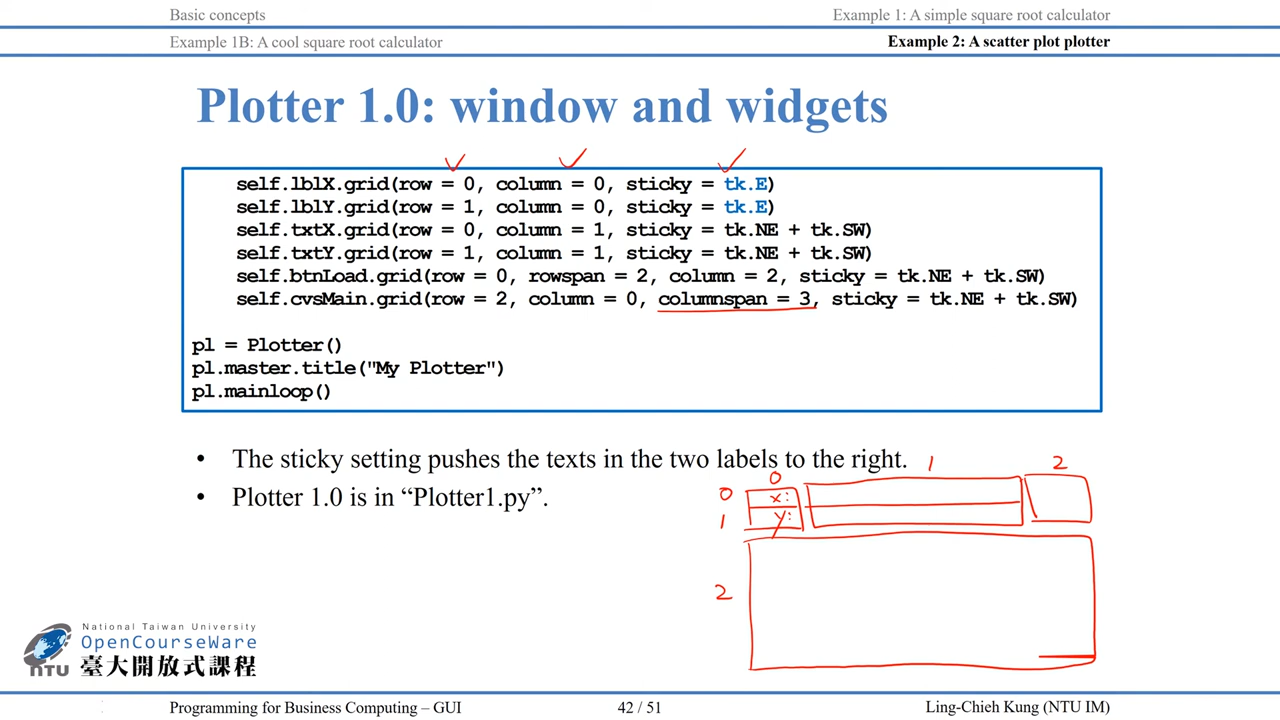 Basic concepts
Example 1: A simple square root calculator
Example 1B: A cool square root calculator
Example 2: A scatter plot plotter
Plotter 1.0: window and widgets
self.lblX.grid(row = 0, column = 0, sticky = tk.E)
self.lblY.grid(row = 1, column = 0, sticky = tk.E)
self.txtX.grid(row = 0, column = 1, sticky = tk.NE + tk.SW)
self.txtY.grid(row = 1, column = 1, sticky = tk.NE + tk.SW)
self.btnLoad.grid(row = 0, rowspan = 2, column = 2, sticky = tk.NE + tk.SW)
self.cvsMain.grid(row = 2, column = 0, columnspan = 3, sticky = tk.NE + tk.SW)
pl = Plotter()
pl.master.title("My Plotter")
pl.mainloop()
• The sticky setting pushes the texts in the two labels to the right.
• Plotter 1.0 is in “Plotter1.py”.
0 1 2
0 x:
1 y:
2
National Taiwan University
OpenCourseWare
NTU 臺大開放式課程
Programming for Business Computing – GUI
42 / 51
Ling-Chieh Kung (NTU IM)